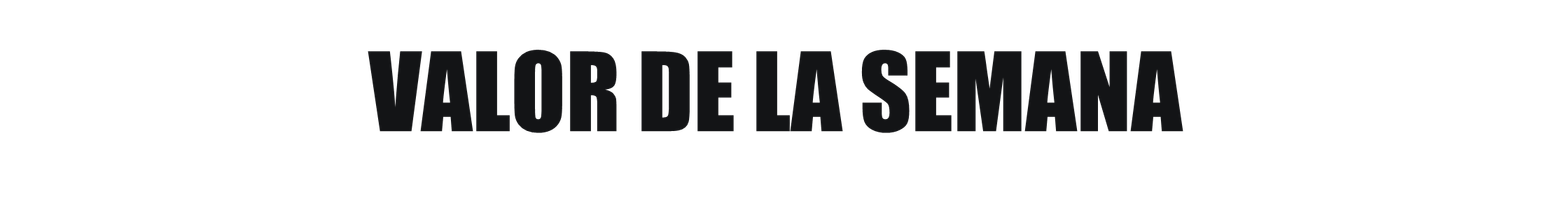 VALOR DE LA SEMANA